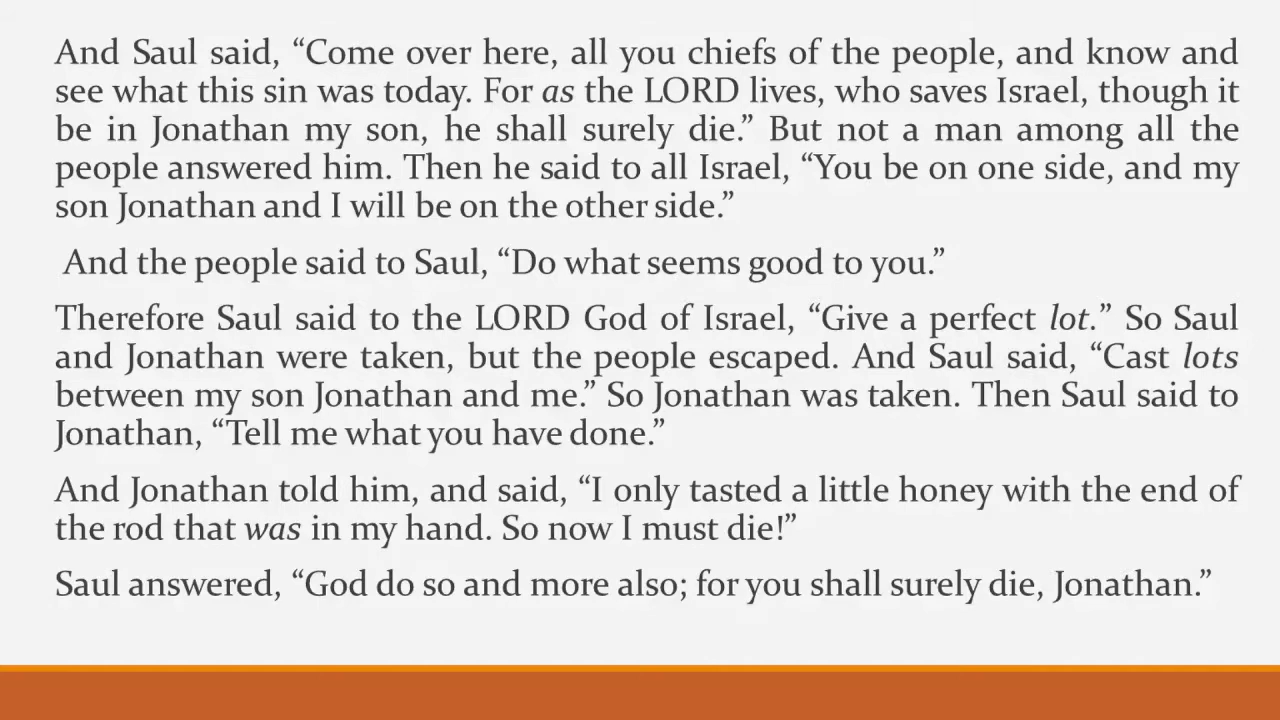 And Saul said, “Come over here, all you chiefs of the people, and know and
see what this sin was today. For as the LORD lives, who saves Israel, though it
be in Jonathan my son, he shall surely die.” But not a man among all the
people answered him. Then he said to all Israel, “You be on one side, and my
son Jonathan and I will be on the other side.”
And the people said to Saul, “Do what seems good to you.”
Therefore Saul said to the LORD God of Israel, “Give a perfect lot.” So Saul
and Jonathan were taken, but the people escaped. And Saul said, “Cast lots
between my son Jonathan and me.” So Jonathan was taken. Then Saul said to
Jonathan, “Tell me what you have done.”
And Jonathan told him, and said, “I only tasted a little honey with the end of
the rod that was in my hand. So now I must die!”
Saul answered, “God do so and more also; for you shall surely die, Jonathan.”